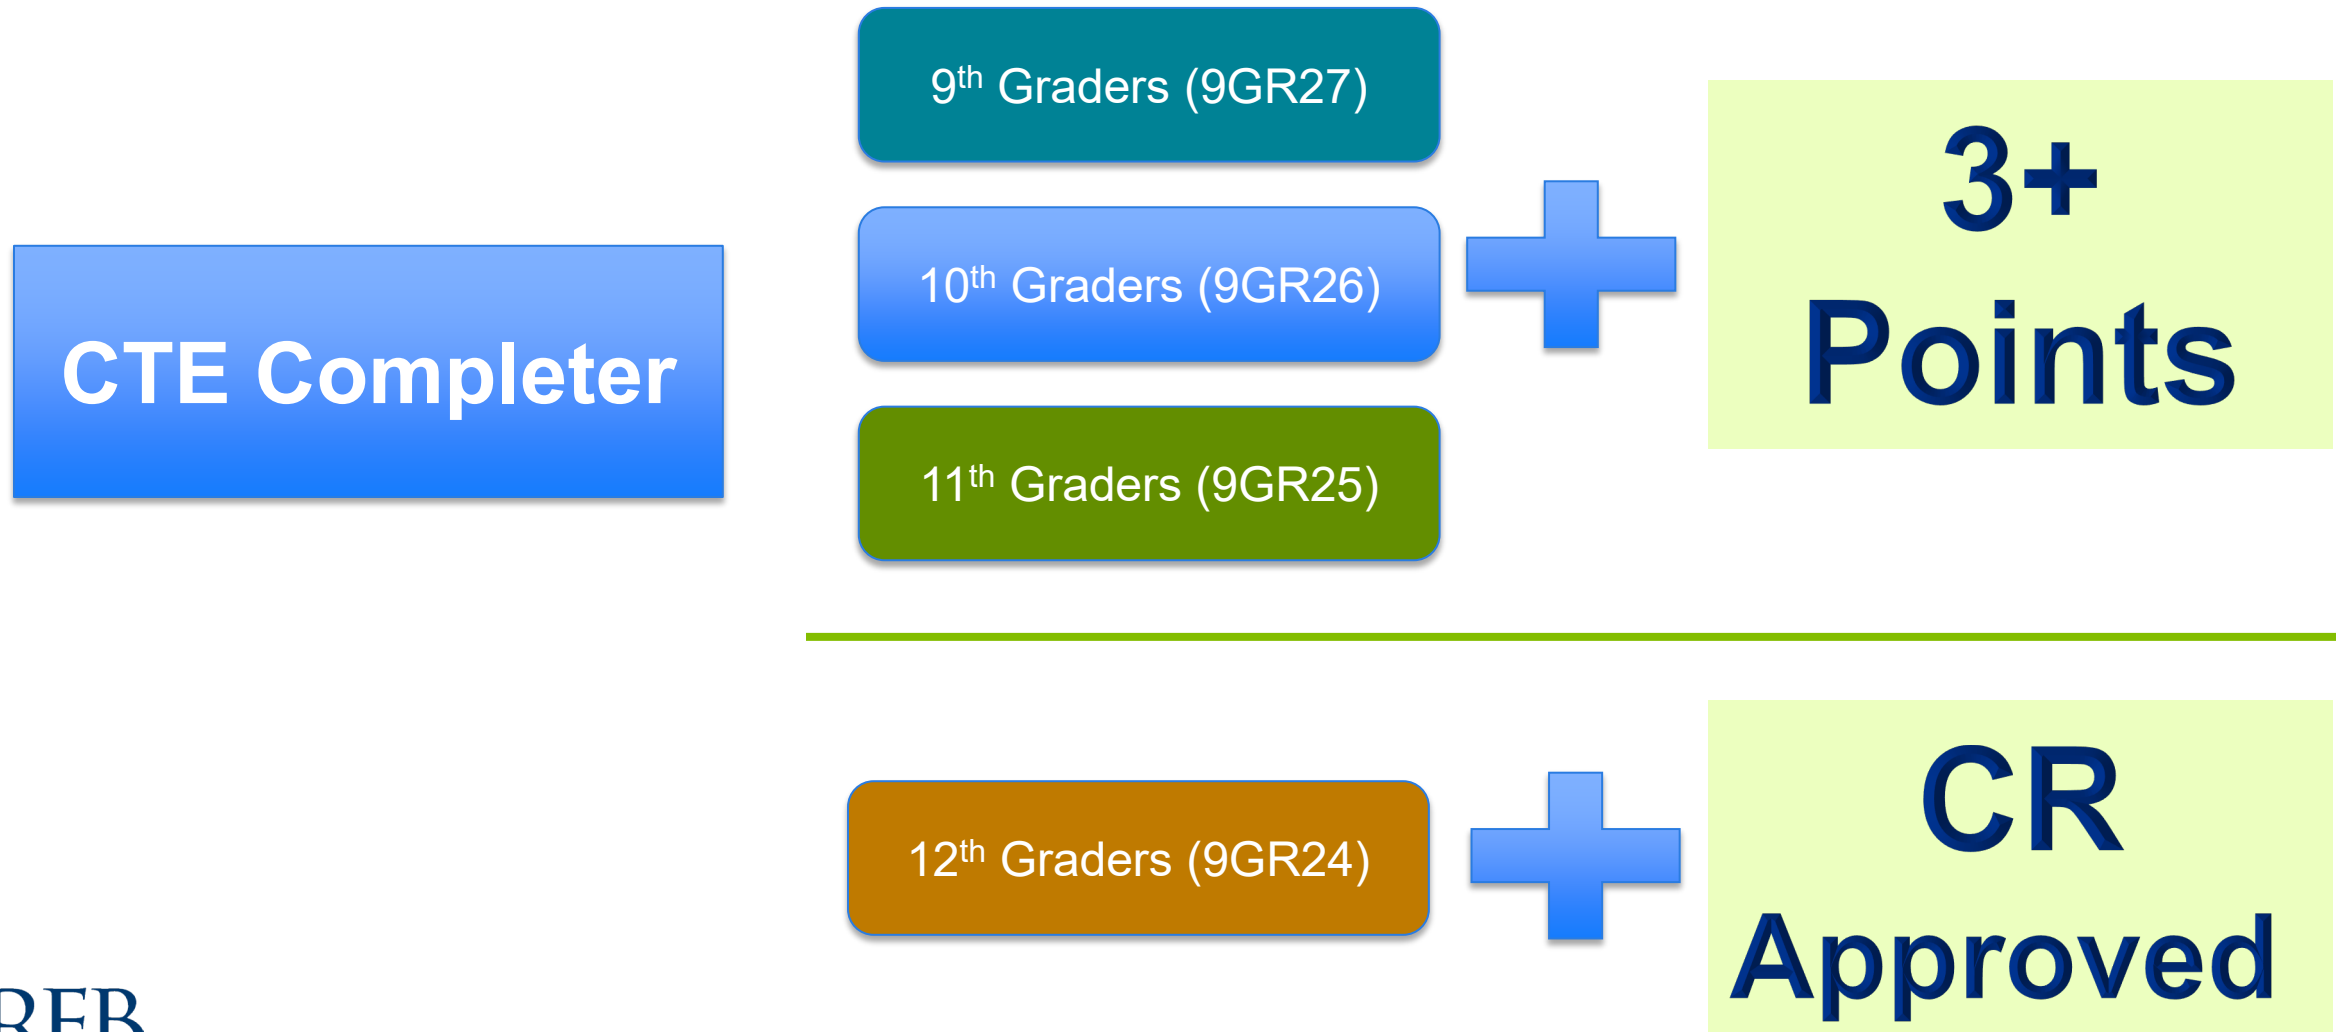 CTE Completer
9th Graders (9GR27)
10th Graders (9GR26)
11th Graders (9GR25)
3+
Points
12th Graders (9GR24)
CR
Approved